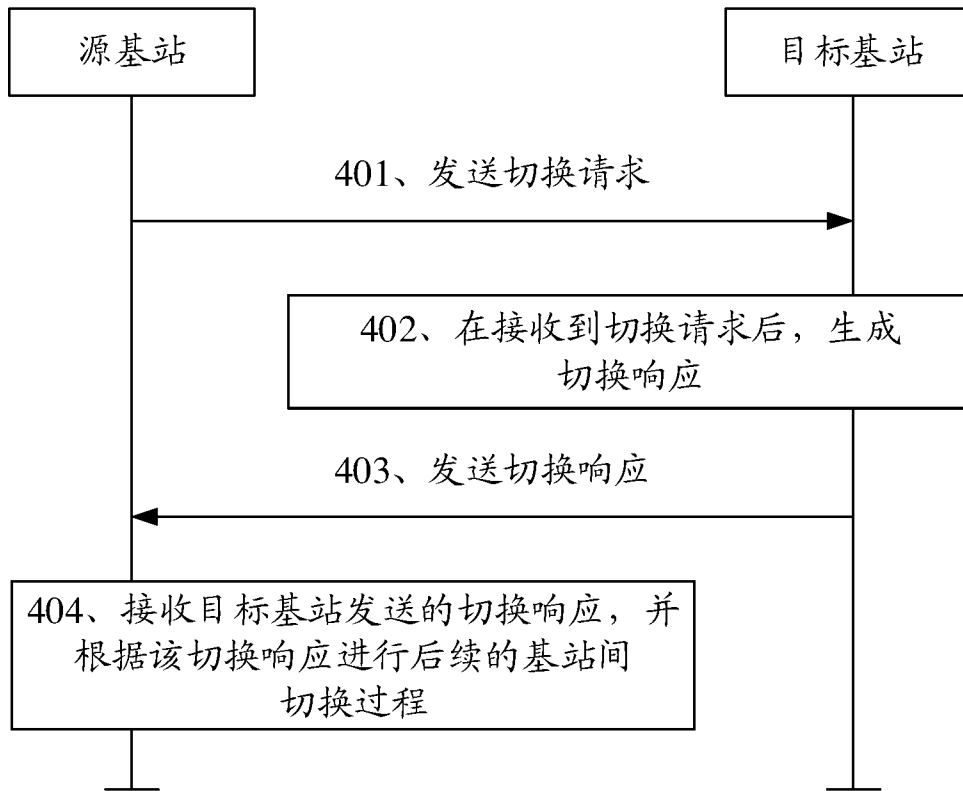 源基站
目标基站
401、发送切换请求
402、在接收到切换请求后，生成
切换响应
403、发送切换响应
404、接收目标基站发送的切换响应，并
根据该切换响应进行后续的基站间
切换过程